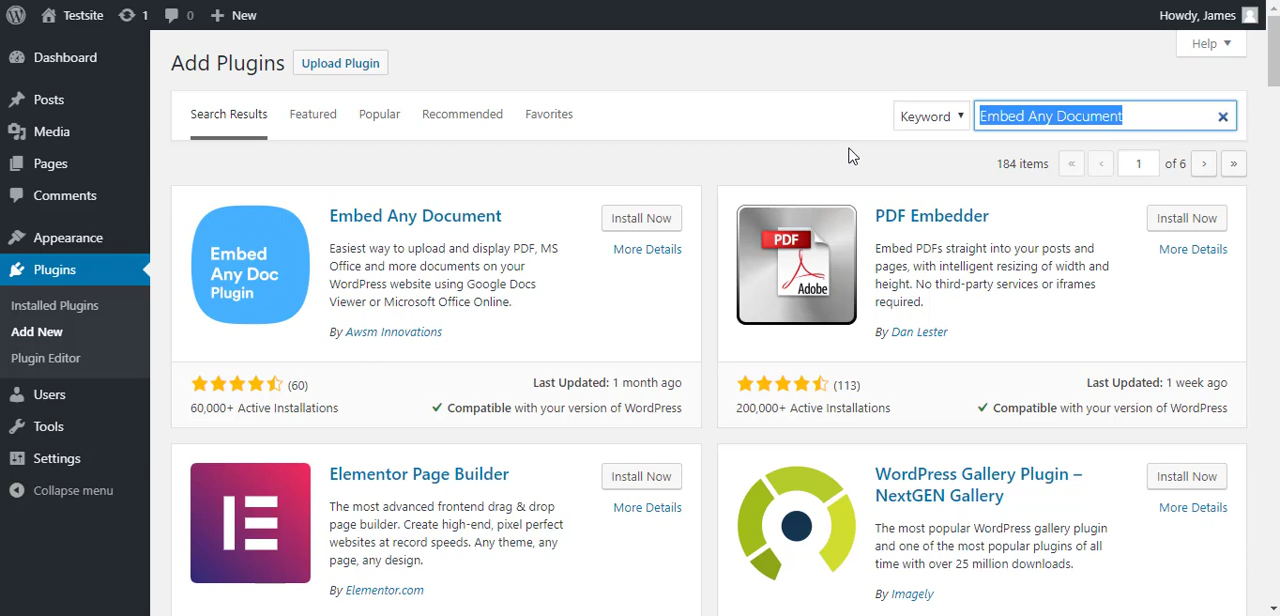 Testsite 1 0 New Howdy, James
Help
Dashboard
Posts
Media
Pages
Comments
Appearance
Plugins
Installed Plugins
Add New
Plugin Editor
Users
Tools
Settings
Collapse menu
Add Plugins Upload Plugin
Search Results Featured Popular Recommended Favorites Keyword Embed Any Document
184 items « ‹ 1 of 6 › »
Embed
Any Doc
Plugin
Embed Any Document
Install Now
More Details
Easiest way to upload and display PDF, MS
Office and more documents on your
WordPress website using Google Docs
Viewer or Microsoft Office Online.
By Awsm Innovations
(60)
60,000+ Active Installations
Last Updated: 1 month ago
Compatible with your version of WordPress
PDF
Adobe
PDF Embedder
Install Now
More Details
Embed PDFs straight into your posts and
pages, with intelligent resizing of width and
height. No third-party services or iframes
required.
By Dan Lester
(113)
200,000+ Active Installations
Last Updated: 1 week ago
Compatible with your version of WordPress
Elementor Page Builder
Install Now
More Details
The most advanced frontend drag & drop
page builder. Create high-end, pixel perfect
websites at record speeds. Any theme, any
page, any design.
By Elementor.com
WordPress Gallery Plugin –
NextGEN Gallery
Install Now
More Details
The most popular WordPress gallery plugin
and one of the most popular plugins of all
time with over 25 million downloads.
By Imagely